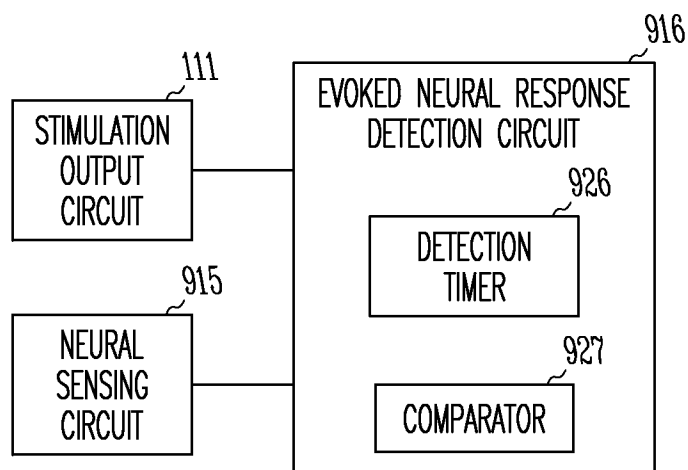 111
STIMULATION
OUTPUT
CIRCUIT
915
NEURAL
SENSING
CIRCUIT
916
EVOKED NEURAL RESPONSE
DETECTION CIRCUIT
926
DETECTION
TIMER
927
COMPARATOR